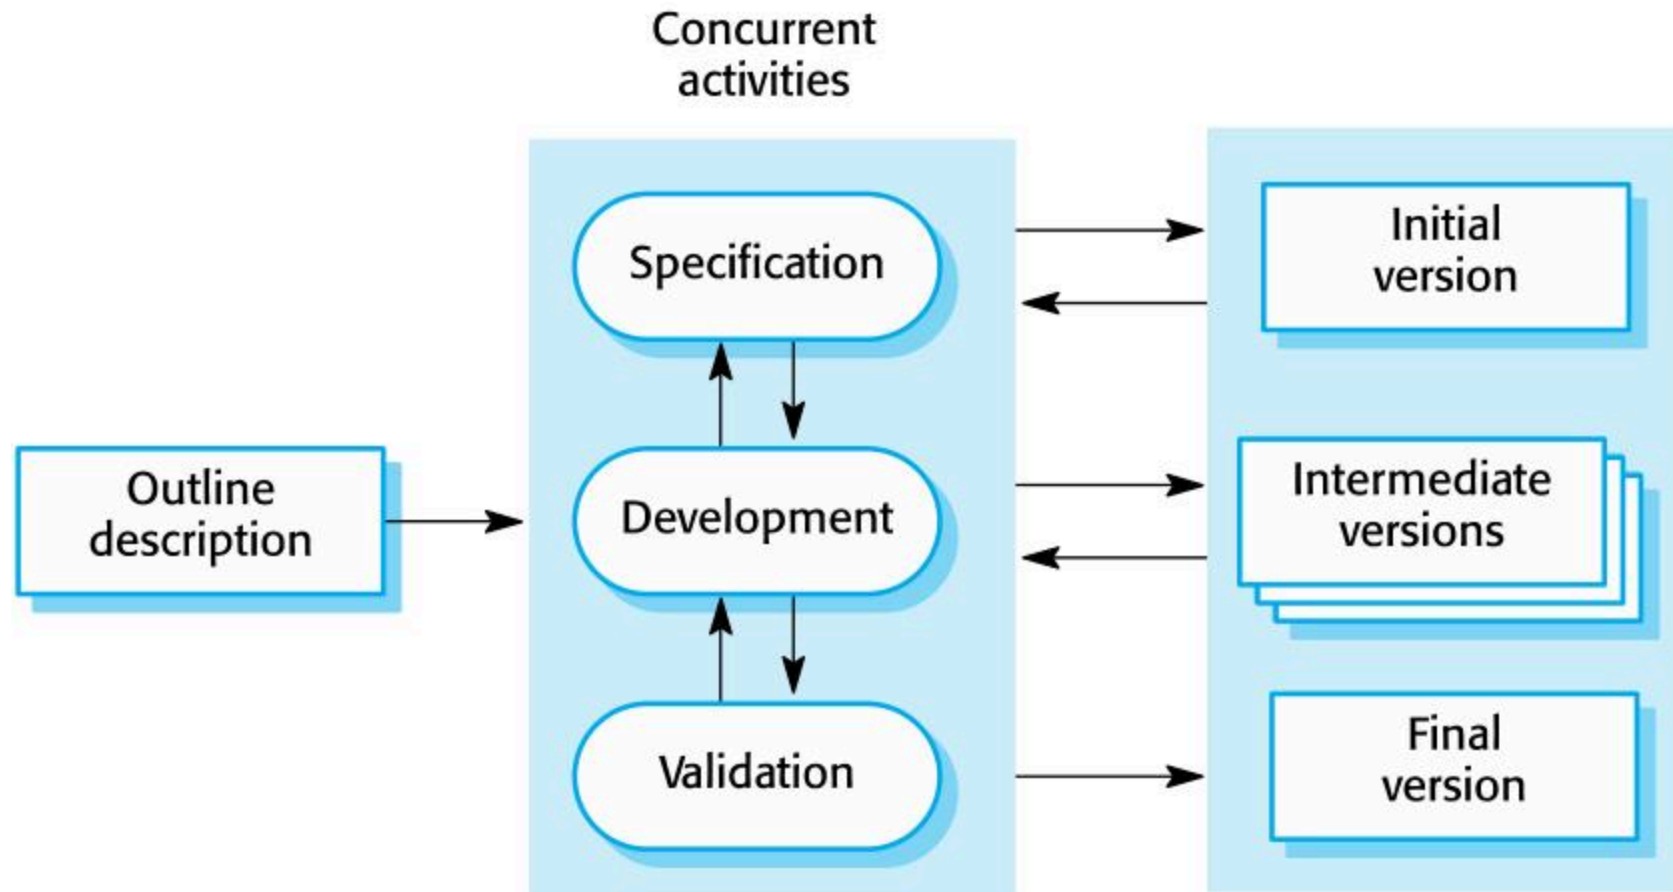 Concurrent
activities
Specification
Initial
version
Outline
description
Development
Intermediate
versions
Validation
Final
version